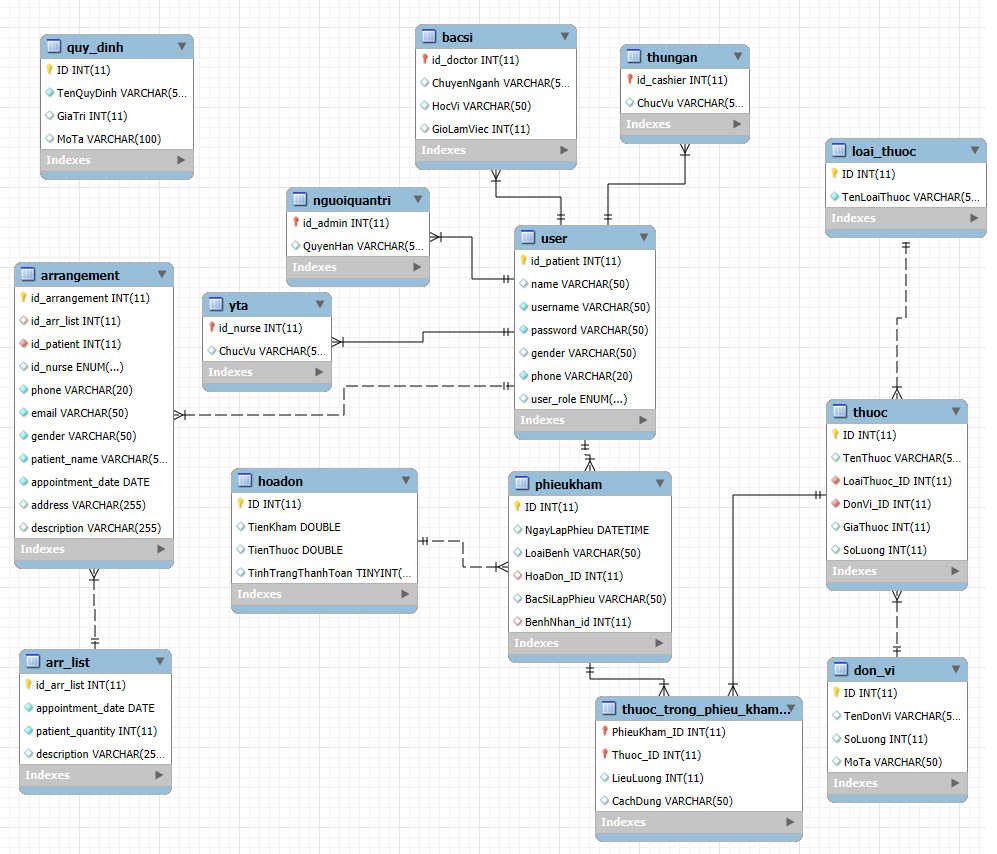 quy_dinh
ID INT(11)
TenQuyDinh VARCHAR(5...
GiaTri INT(11)
MoTa VARCHAR(100)
Indexes
bacsi
id_doctor INT(11)
ChuyenNganh VARCHAR(5...
HocVi VARCHAR(50)
GioLamViec INT(11)
Indexes
thungan
id_cashier INT(11)
ChucVu VARCHAR(5...
Indexes
loai_thuoc
ID INT(11)
TenLoaiThuoc VARCHAR(5...
Indexes
nguoiquantri
id_admin INT(11)
QuyenHan VARCHAR(5...
Indexes
user
id_patient INT(11)
name VARCHAR(50)
username VARCHAR(50)
password VARCHAR(50)
gender VARCHAR(50)
phone VARCHAR(20)
user_role ENUM(...)
Indexes
arrangement
id_arrangement INT(11)
id_arr_list INT(11)
id_patient INT(11)
id_nurse ENUM(...)
phone VARCHAR(20)
email VARCHAR(50)
gender VARCHAR(50)
patient_name VARCHAR(5...
appointment_date DATE
address VARCHAR(255)
description VARCHAR(255)
Indexes
yta
id_nurse INT(11)
ChucVu VARCHAR(5...
Indexes
thuoc
ID INT(11)
TenThuoc VARCHAR(5...
LoaiThuoc_ID INT(11)
DonVi_ID INT(11)
GiaThuoc INT(11)
SoLuong INT(11)
Indexes
hoadon
ID INT(11)
TienKham DOUBLE
TienThuoc DOUBLE
TinhTrangThanhToan TINYINT(...
Indexes
phieukham
ID INT(11)
NgayLapPhieu DATETIME
LoaiBenh VARCHAR(50)
HoaDon_ID INT(11)
BacSiLapPhieu VARCHAR(50)
BenhNhan_id INT(11)
Indexes
arr_list
id_arr_list INT(11)
appointment_date DATE
patient_quantity INT(11)
description VARCHAR(25...
Indexes
don_vi
ID INT(11)
TenDonVi VARCHAR(5...
SoLuong INT(11)
MoTa VARCHAR(50)
Indexes
thuoc_trong_phieu_kham...
PhieuKham_ID INT(11)
Thuoc_ID INT(11)
LieuLuong INT(11)
CachDung VARCHAR(50)
Indexes